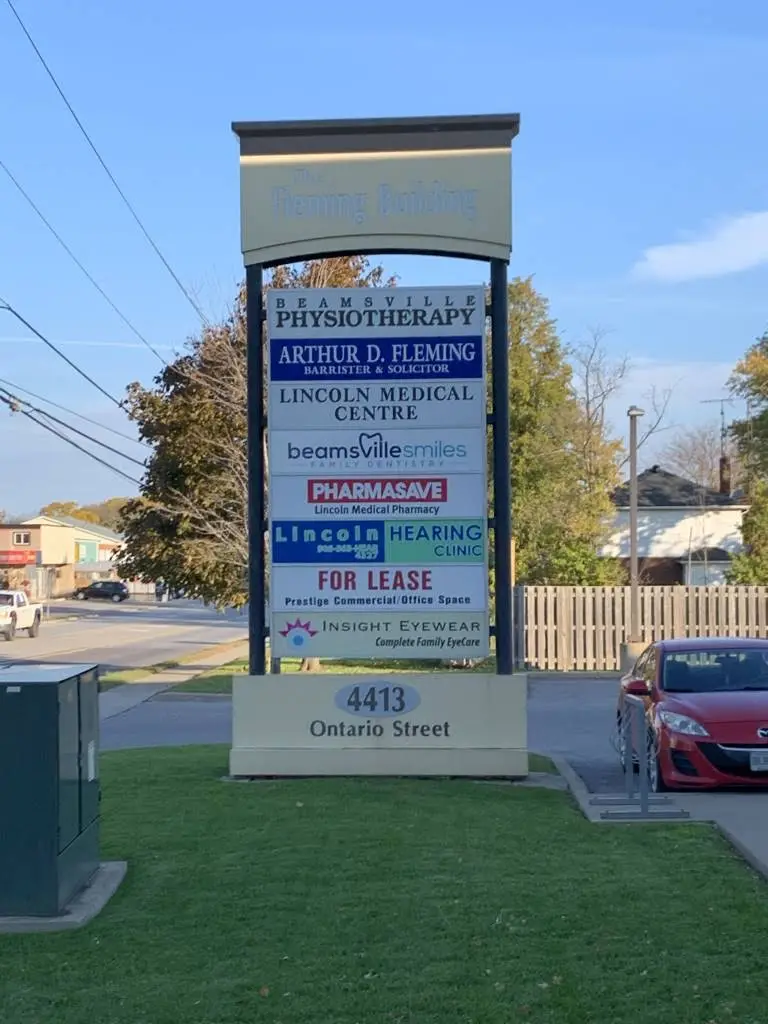 The
Fleming Building
BEAMSVILLE
PHYSIOTHERAPY
ARTHUR D. FLEMING
BARRISTER & SOLICITOR
LINCOLN MEDICAL
CENTRE
beamsvillesmiles
FAMILY DENTISTRY
PHARMASAVE
Lincoln Medical Pharmacy
Lincoln HEARING
CLINIC
4327
FOR LEASE
Prestige Commercial/Office Space
INSIGHT EYEWEAR
Complete Family EyeCare
4413
Ontario Street